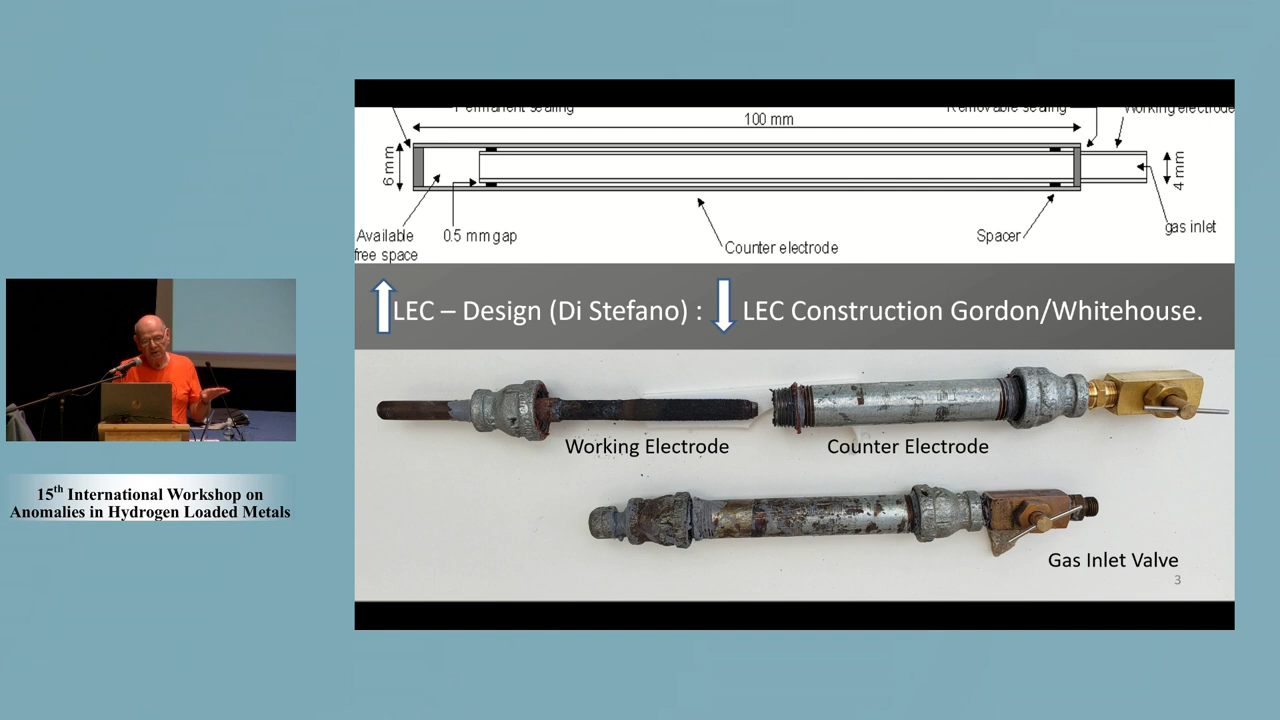 Permanent sealing
Removable sealing
Working electrode
100 mm
6 mm
4 mm
Available
free space
0.5 mm gap
Counter electrode
Spacer
gas inlet
LEC – Design (Di Stefano) : LEC Construction Gordon/Whitehouse.
Working Electrode
Counter Electrode
Gas Inlet Valve
3
15th International Workshop on
Anomalies in Hydrogen Loaded Metals